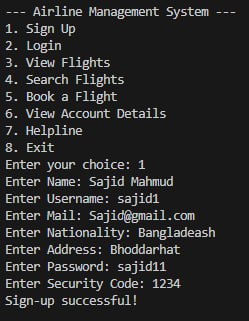 --- Airline Management System ---
1. Sign Up
2. Login
3. View Flights
4. Search Flights
5. Book a Flight
6. View Account Details
7. Helpline
8. Exit
Enter your choice: 1
Enter Name: Sajid Mahmud
Enter Username: sajid1
Enter Mail: Sajid@gmail.com
Enter Nationality: Bangladeash
Enter Address: Bhoddarhat
Enter Password: sajid11
Enter Security Code: 1234
Sign-up successful!